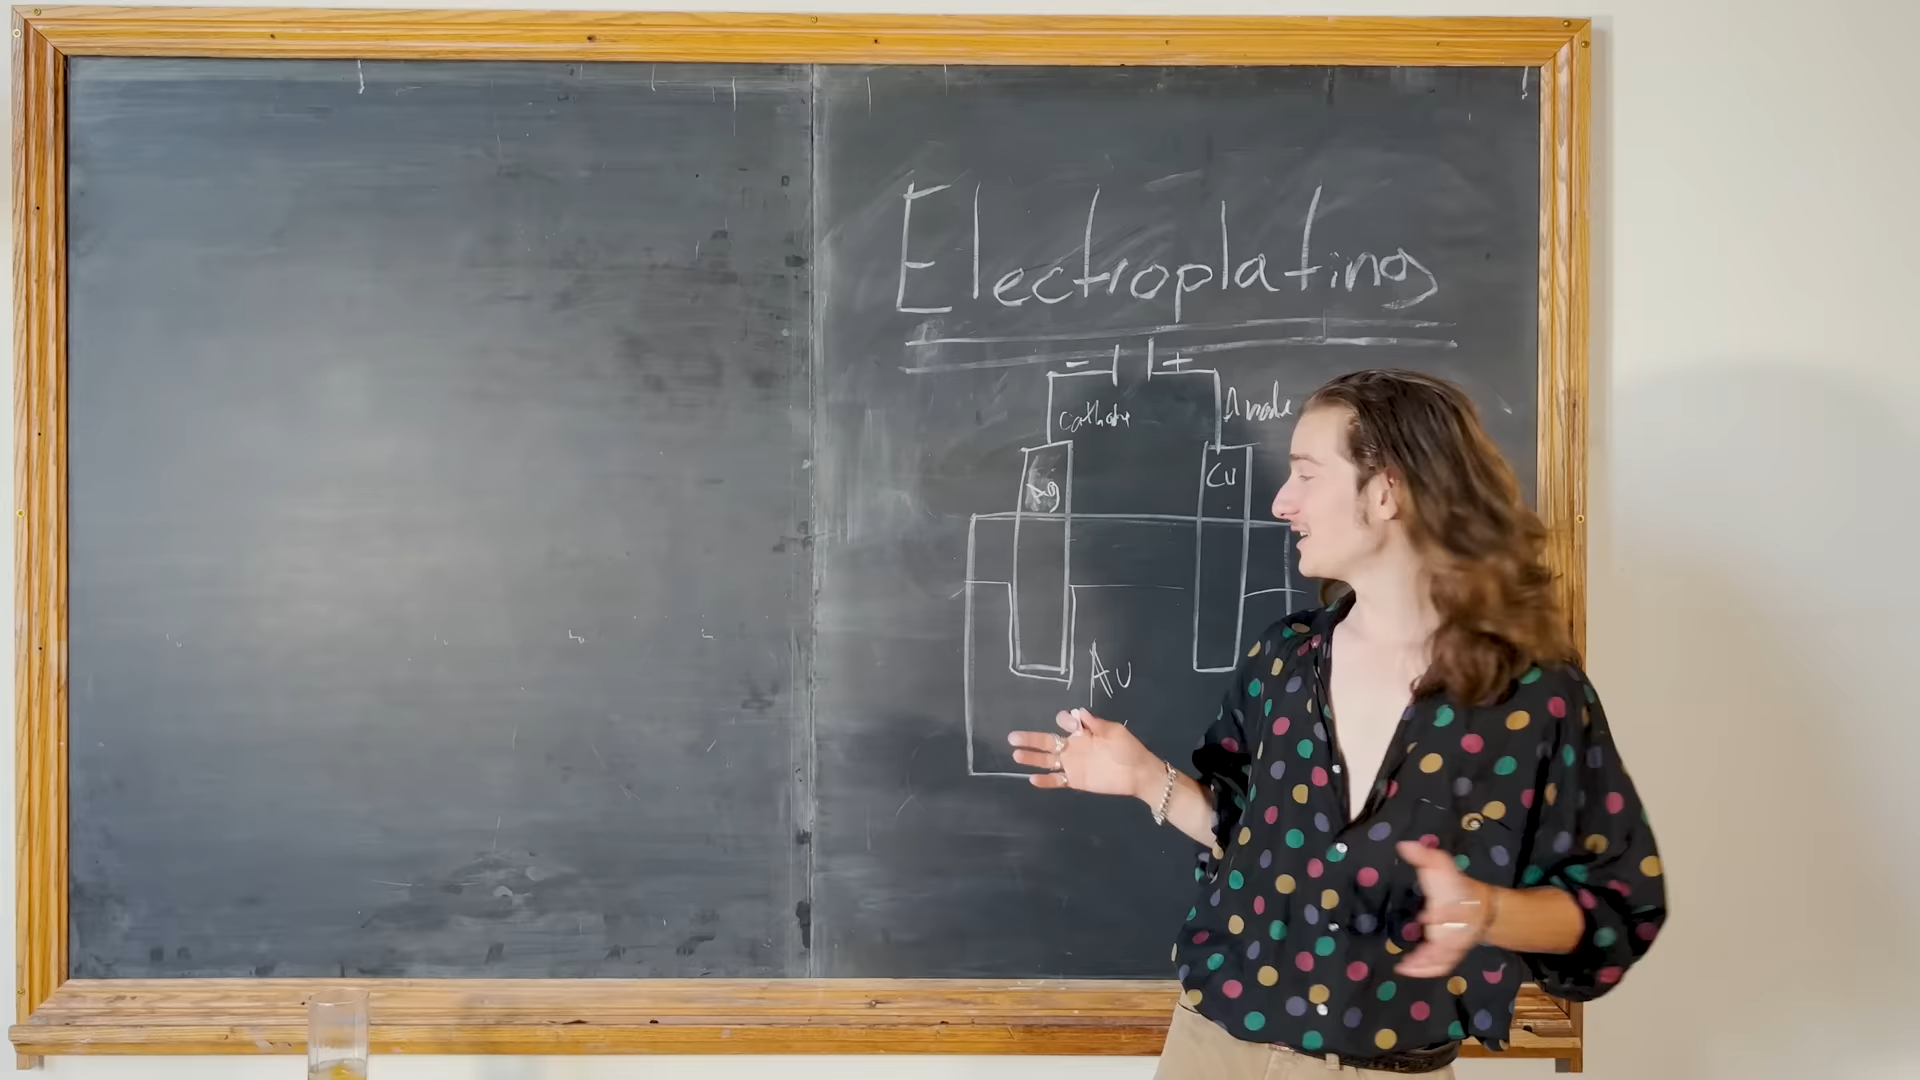 Electroplating
- +
Cathode Anode
Ag Cu
Au